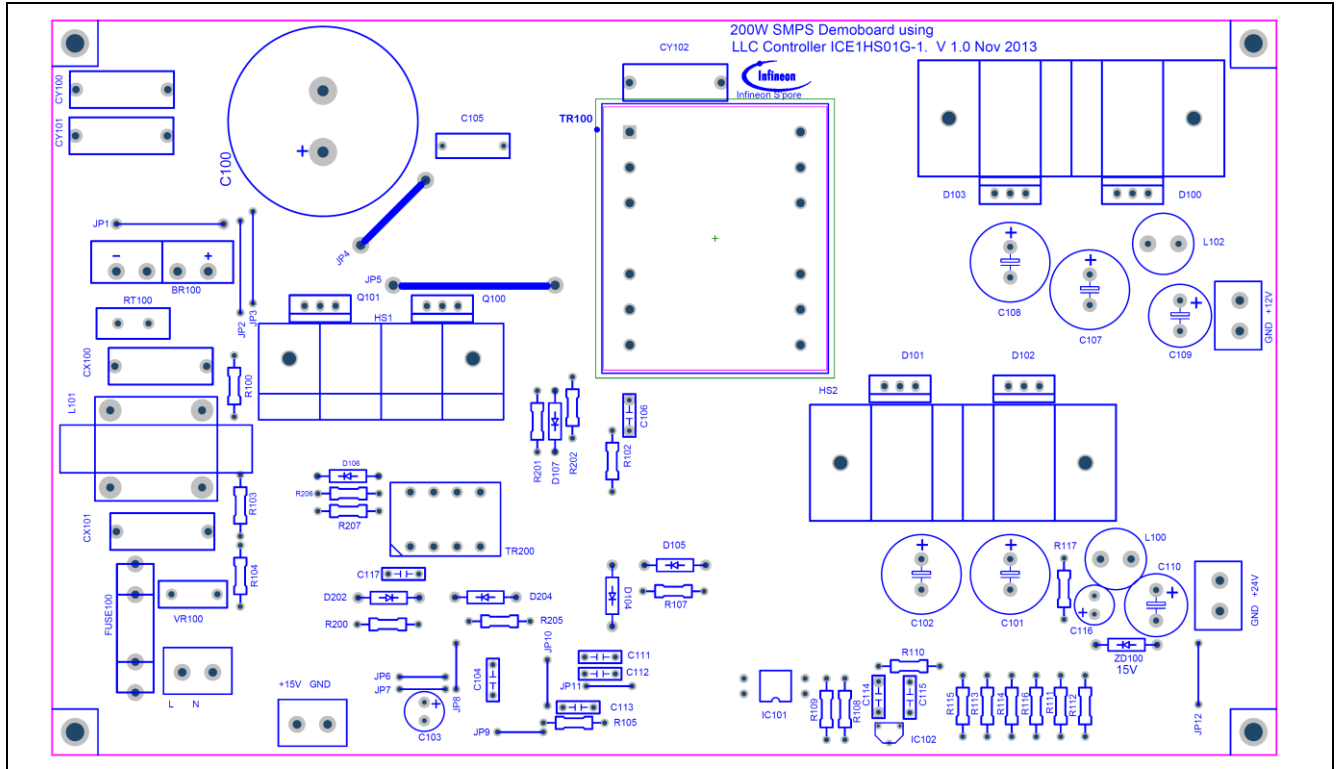 200W SMPS Demoboard using
LLC Controller ICE1HS01G-1. V 1.0 Nov 2013
CY102
Infineon
Infineon S'pore
CY100
CY101
C100
+
C105
TR100
D103
D100
JP1
JP4
+
C108
+
C107
L102
- +
BR100
JP2
JP3
JP5
Q101
Q100
HS1
RT100
+
C109
GND +12V
CX100
R100
L101
D101
D102
HS2
R201
D107
R202
C106
R102
D106
R206
R207
R103
CX101
TR200
D105
R107
D104
C117
R104
FUSE100
VR100
D202
D204
R200
R205
+
C102
+
C101
R117
L100
C110
+
+
C116
GND +24V
ZD100
15V
L N
+15V GND
JP6
JP7
JP8
+
C103
C104
JP10
C111
C112
JP11
C113
R105
JP9
IC101
R109
R108
R110
C114
C115
IC102
R115
R113
R114
R116
R111
R112
JP12